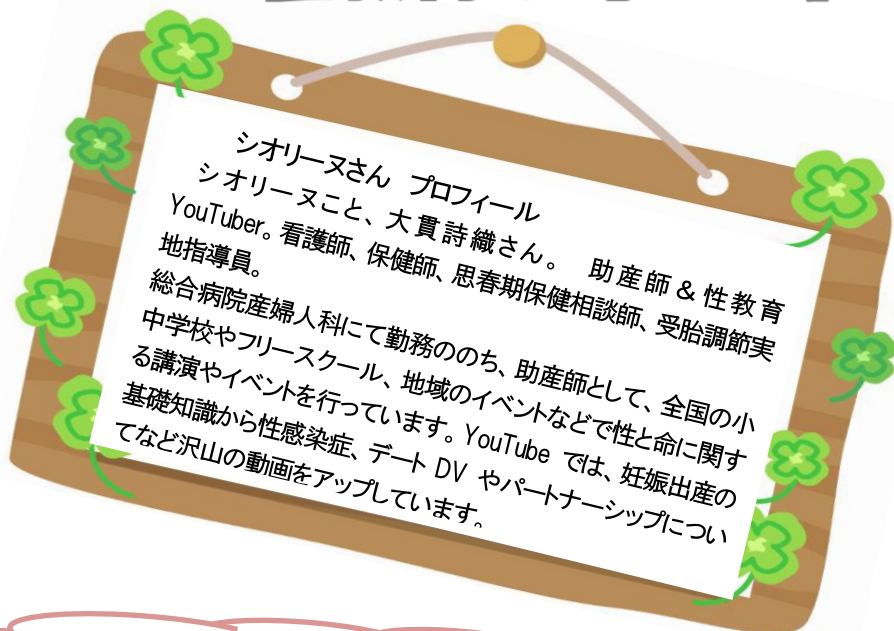 シオリーヌさん　プロフィール
シオリーヌこと、大貫詩織さん。　助産師＆性教育
YouTuber。看護師、保健師、思春期保健相談師、受胎調節実
地指導員。
総合病院産婦人科にて勤務ののち、助産師として、全国の小
中学校やフリースクール、地域のイベントなどで性と命に関す
る講演やイベントを行っています。YouTube では、妊娠出産の
基礎知識から性感染症、デート DV やパートナーシップについ
てなど沢山の動画をアップしています。